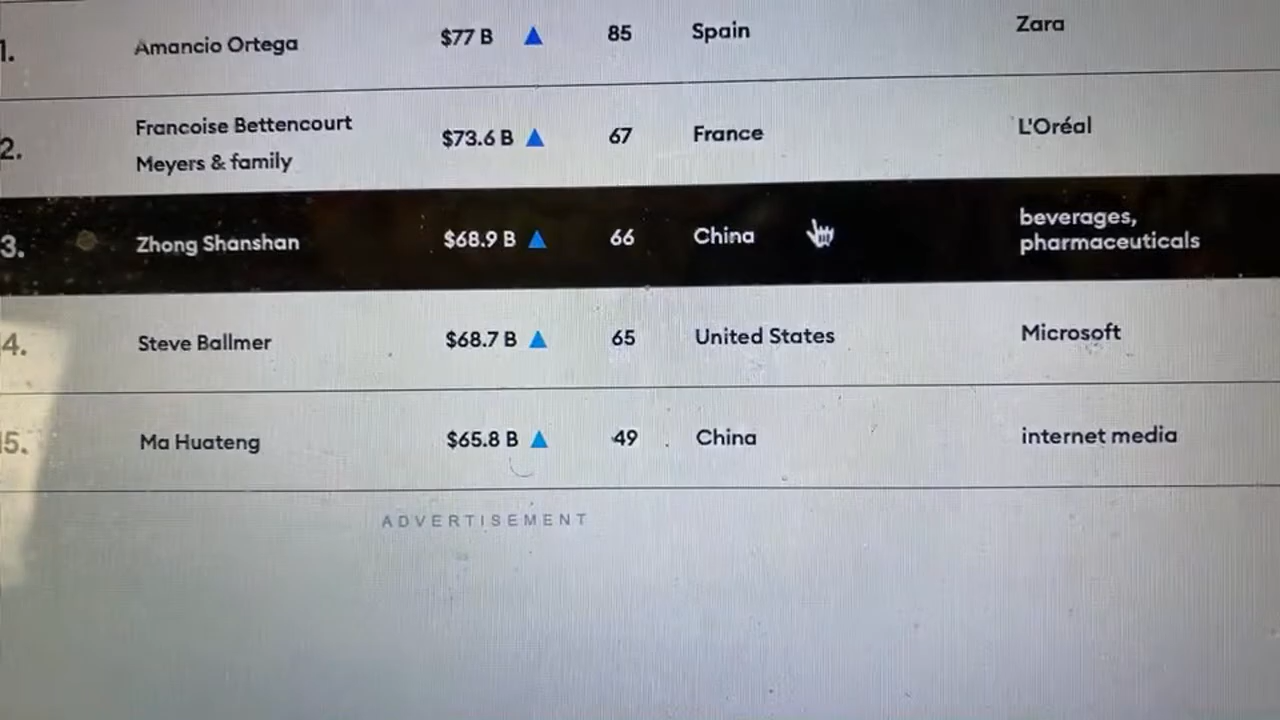 1. Amancio Ortega $77 B ▲ 85 Spain Zara
2. Francoise Bettencourt Meyers & family $73.6 B ▲ 67 France L'Oréal
3. Zhong Shanshan $68.9 B ▲ 66 China beverages, pharmaceuticals
4. Steve Ballmer $68.7 B ▲ 65 United States Microsoft
15. Ma Huateng $65.8 B ▲ 49 China internet media
ADVERTISEMENT